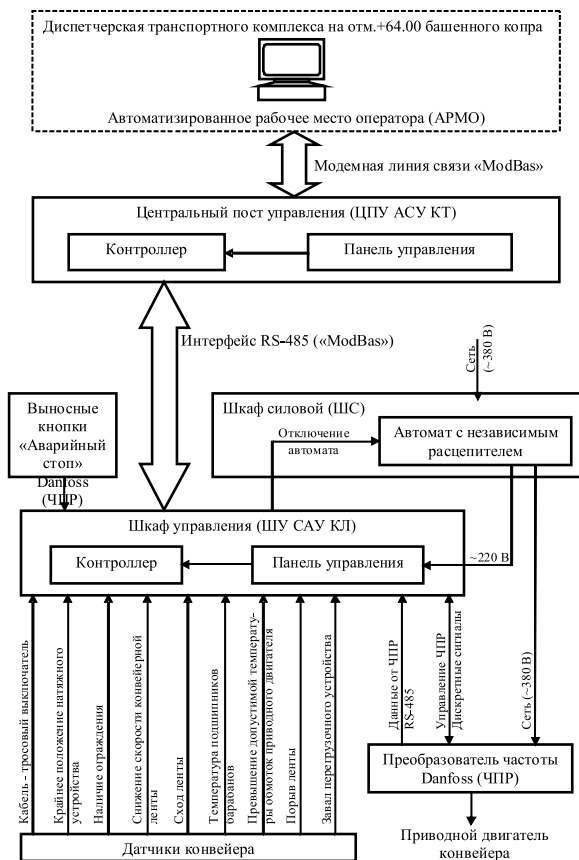 Диспетчерская транспортного комплекса на отм.+64.00 башенного копра
Автоматизированное рабочее место оператора (АРМО)
Модемная линия связи «ModBas»
Центральный пост управления (ЦПУ АСУ КТ)
Контроллер
Панель управления
Интерфейс RS-485 («ModBas»)
Сеть
(~380 В)
Выносные
кнопки
«Аварийный
стоп»
Danfoss
(ЧПР)
Шкаф силовой (ШС)
Отключение
автомата
Автомат с независимым
расцепителем
Шкаф управления (ШУ САУ КЛ)
Контроллер
Панель управления
~220 В
Кабель - тросовый выключатель
Крайнее положение натяжного
устройства
Наличие ограждения
Снижение скорости конвейерной
ленты
Сход ленты
Температура подшипников
барабанов
Превышение допустимой температу-
ры обмоток приводного двигателя
Порыв ленты
Завал перегрузочного устройства
Данные от ЧПР
RS-485
Управление ЧПР
Дискретные сигналы
Сеть (~380 В)
Преобразователь частоты
Danfoss (ЧПР)
Датчики конвейера
Приводной двигатель
конвейера